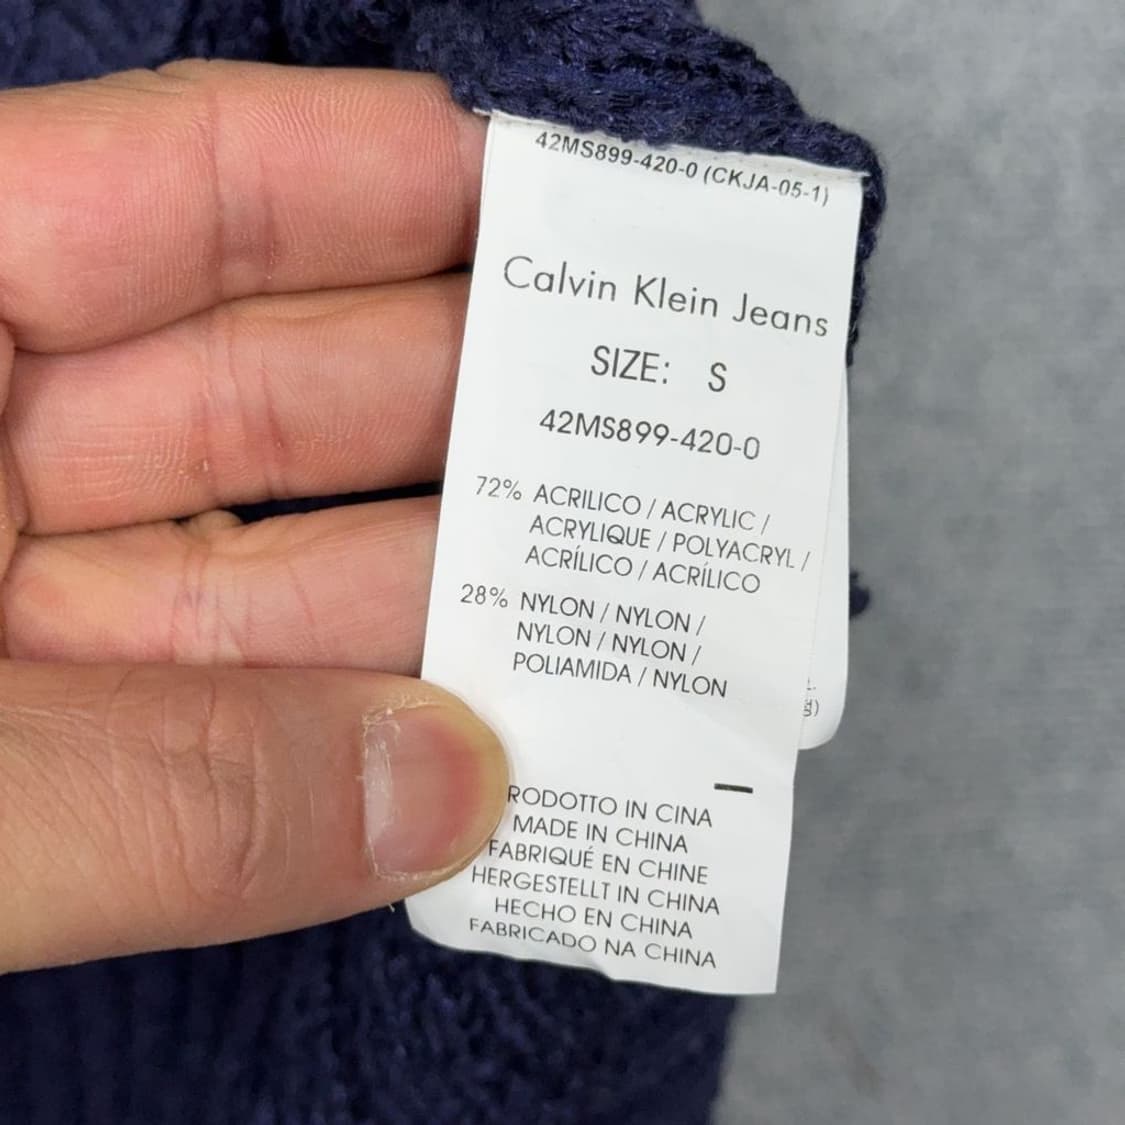 42MS899-420-0 (CKJA-05-1)
Calvin Klein Jeans
SIZE: S
42MS899-420-0
72% ACRILICO / ACRYLIC /
ACRYLIQUE / POLYACRYL /
ACRÍLICO / ACRÍLICO
28% NYLON / NYLON /
NYLON / NYLON /
POLIAMIDA / NYLON
RODOTTO IN CINA
MADE IN CHINA
FABRIQUÉ EN CHINE
HERGESTELLT IN CHINA
HECHO EN CHINA
FABRICADO NA CHINA